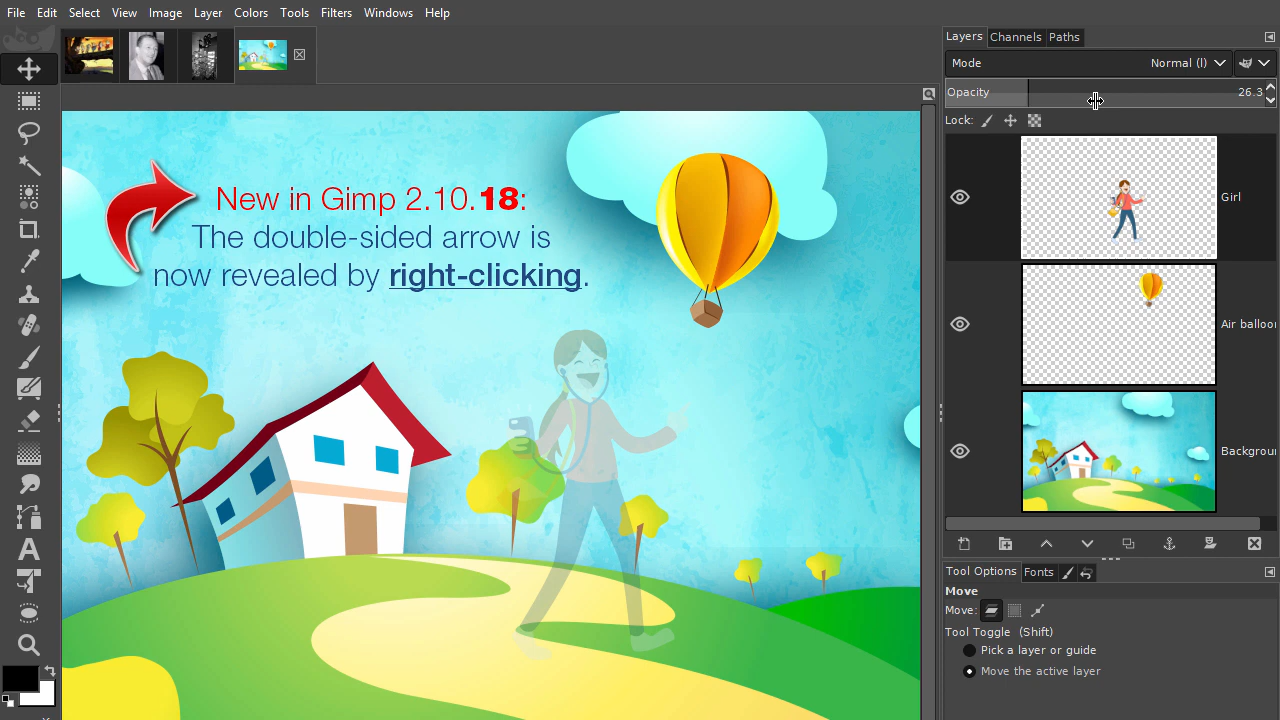 File Edit Select View Image Layer Colors Tools Filters Windows Help
Layers Channels Paths
Mode Normal (l)
Opacity 26.3
Lock:
New in Gimp 2.10.18:
The double-sided arrow is
now revealed by right-clicking.
Girl
Air balloo
Backgrou
Tool Options Fonts
Move
Move:
Tool Toggle (Shift)
Pick a layer or guide
Move the active layer